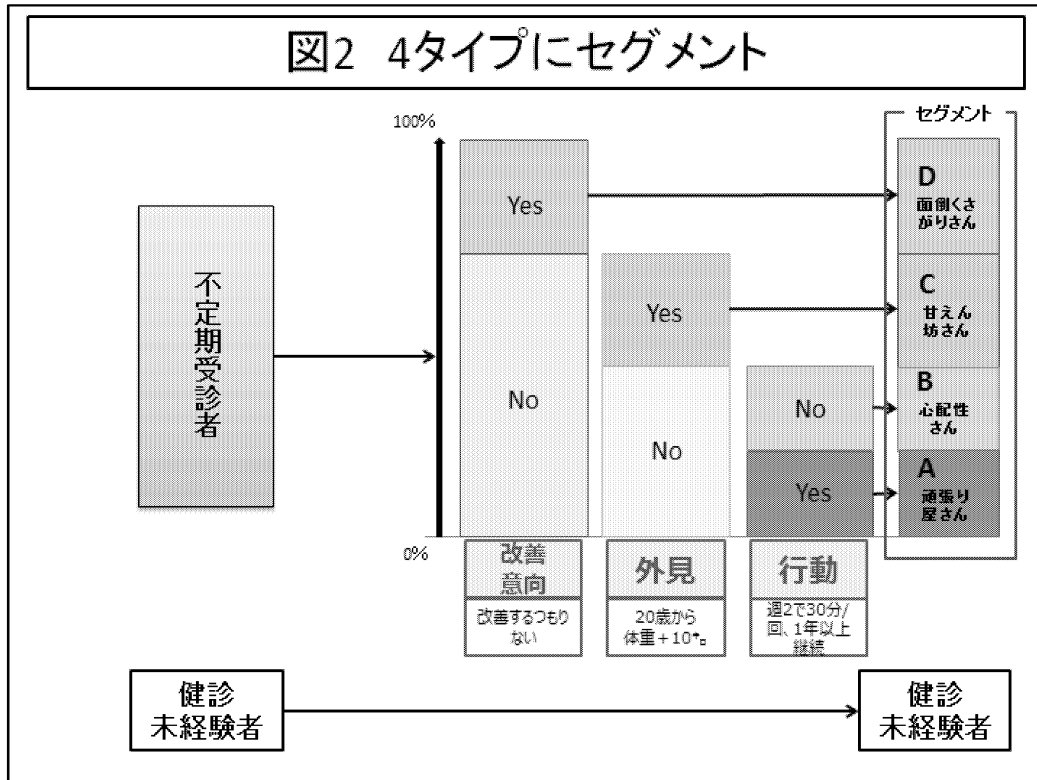 図2 4タイプにセグメント
セグメント
100%
0%
不定期受診者
Yes
No
Yes
No
No
Yes
D
面倒くさ
がりさん
C
甘えん
坊さん
B
心配性
さん
A
頑張り
屋さん
改善
意向
改善するつもり
ない
外見
20歳から
体重+10㌔
行動
週2で30分/
回、1年以上
継続
健診
未経験者
健診
未経験者